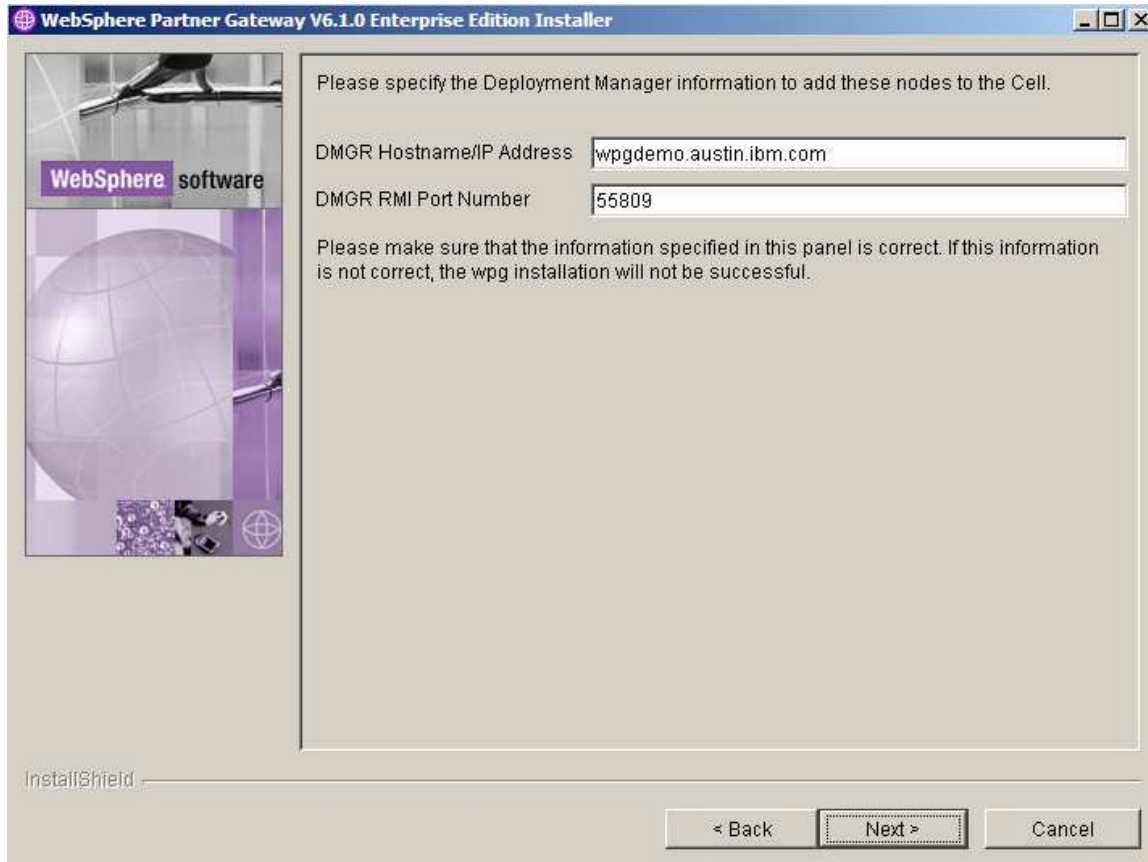 WebSphere Partner Gateway V6.1.0 Enterprise Edition Installer
WebSphere software
Please specify the Deployment Manager information to add these nodes to the Cell.
DMGR Hostname/IP Address wpgdemo.austin.ibm.com
DMGR RMI Port Number 55809
Please make sure that the information specified in this panel is correct. If this information
is not correct, the wpg installation will not be successful.
InstallShield
< Back Next > Cancel